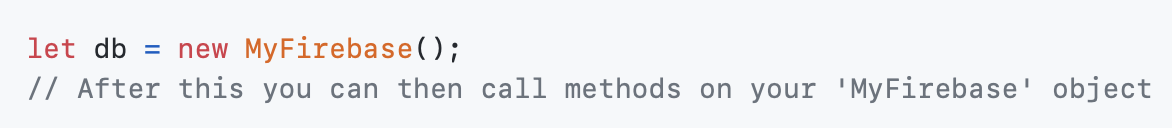 let db = new MyFirebase();
// After this you can then call methods on your 'MyFirebase' object